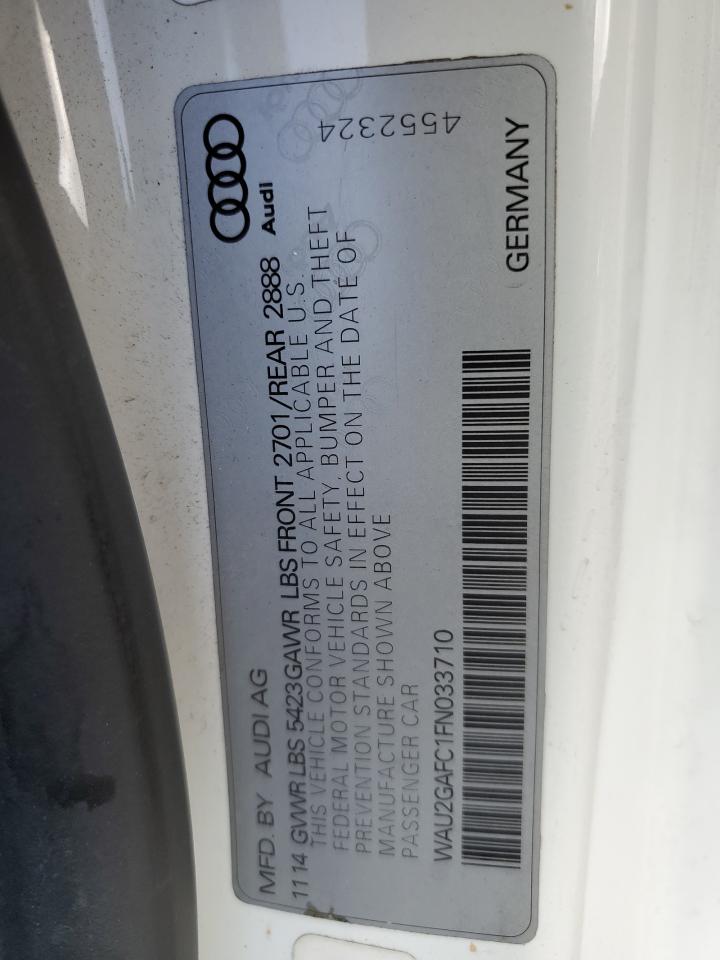 MFD. BY AUDI AG
Audi
1114 GVWR LBS 5423 GAWR LBS FRONT 2701/REAR 2888
THIS VEHICLE CONFORMS TO ALL APPLICABLE U.S.
FEDERAL MOTOR VEHICLE SAFETY, BUMPER AND THEFT
PREVENTION STANDARDS IN EFFECT ON THE DATE OF
MANUFACTURE SHOWN ABOVE
PASSENGER CAR
WAU2GAFC1FN033710
GERMANY
4552324